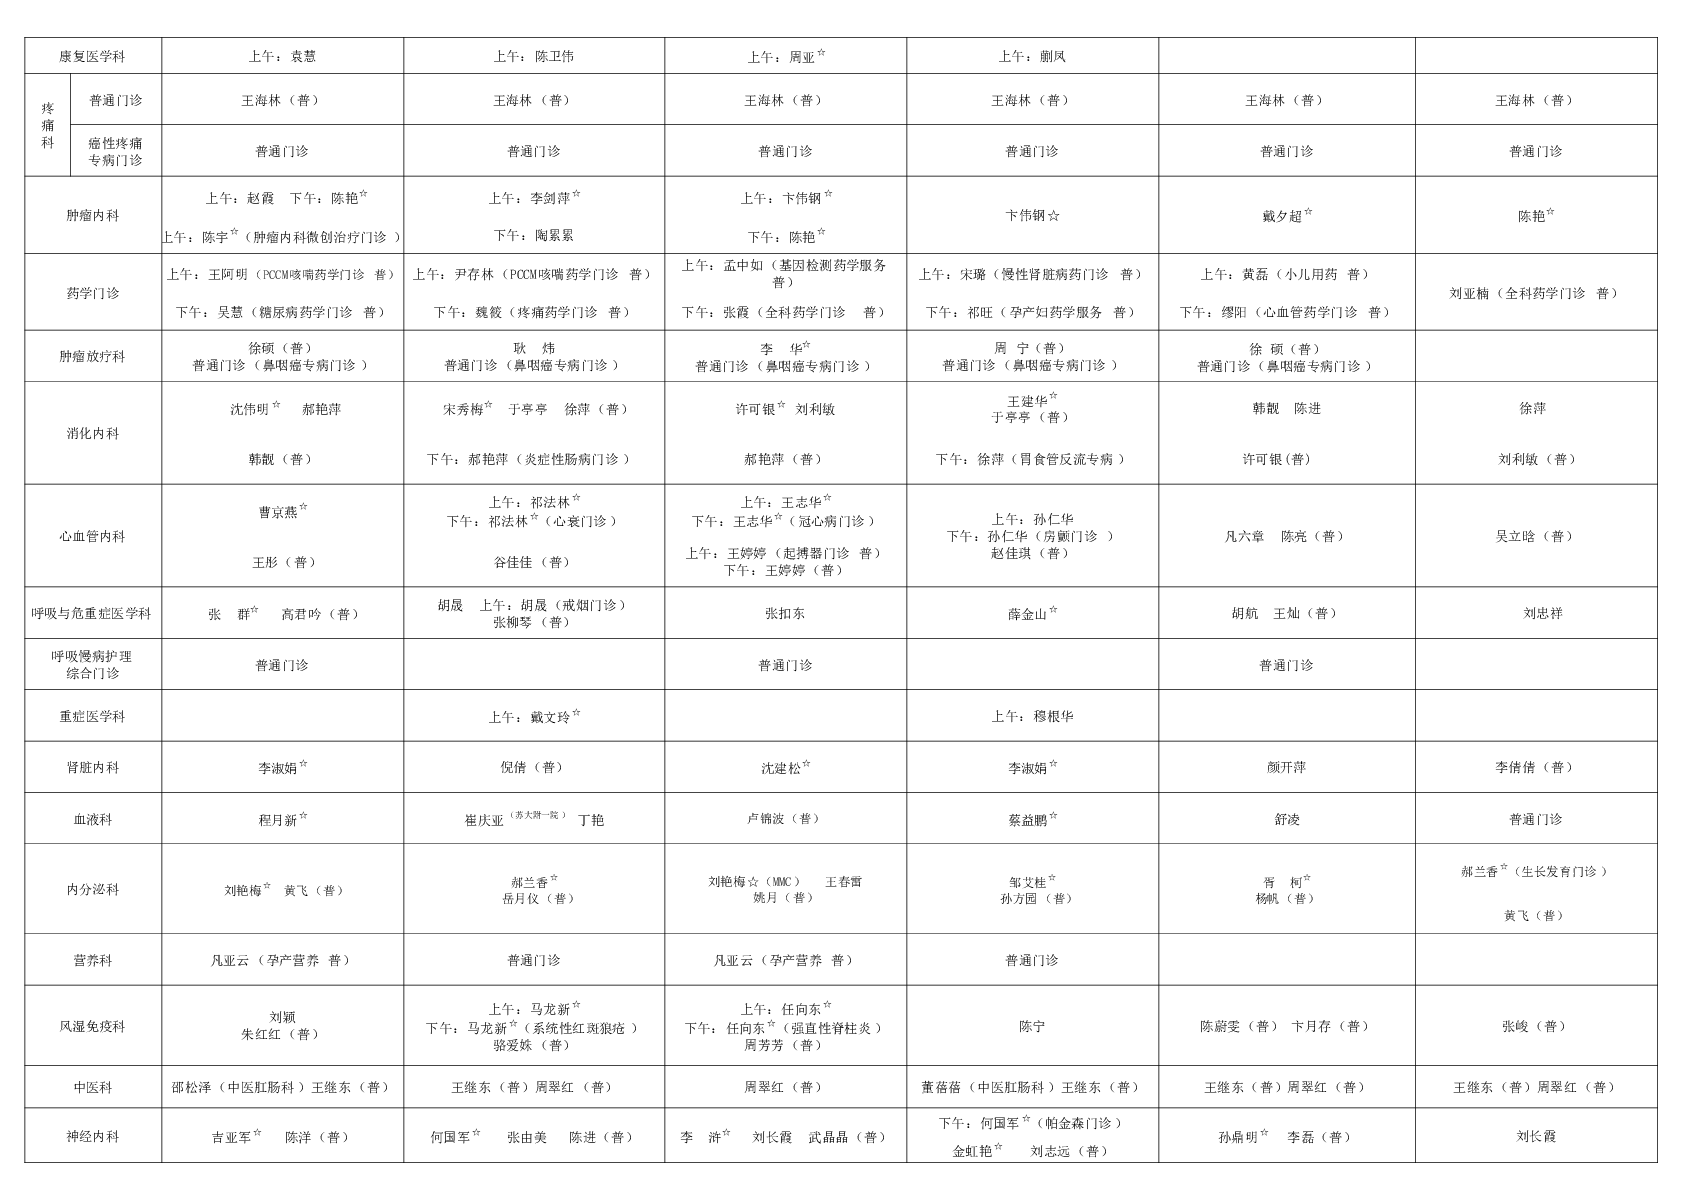 康复医学科 上午：袁慧 上午：陈卫伟 上午：周亚☆ 上午：蒯凤
疼痛科
普通门诊 王海林（普） 王海林（普） 王海林（普） 王海林（普） 王海林（普） 王海林（普）
癌性疼痛
专病门诊
普通门诊 普通门诊 普通门诊 普通门诊 普通门诊 普通门诊
肿瘤内科
上午：赵霞 下午：陈艳☆
上午：陈宇☆（肿瘤内科微创治疗门诊）
上午：李剑萍☆
下午：陶累累
上午：卞伟钢☆
下午：陈艳☆
卞伟钢☆
戴夕超☆
陈艳☆
药学门诊
上午：王阿明（PCCM咳喘药学门诊 普）
下午：吴慧（糖尿病药学门诊 普）
上午：尹存林（PCCM咳喘药学门诊 普）
下午：魏筱（疼痛药学门诊 普）
上午：孟中如（基因检测药学服务
普）
下午：张霞（全科药学门诊 普）
上午：宋璐（慢性肾脏病药门诊 普）
下午：祁旺（孕产妇药学服务 普）
上午：黄磊（小儿用药 普）
下午：缪阳（心血管药学门诊 普）
刘亚楠（全科药学门诊 普）
肿瘤放疗科
徐硕（普）
普通门诊（鼻咽癌专病门诊）
耿 炜
普通门诊（鼻咽癌专病门诊）
李 华☆
普通门诊（鼻咽癌专病门诊）
周 宁（普）
普通门诊（鼻咽癌专病门诊）
徐 硕（普）
普通门诊（鼻咽癌专病门诊）
消化内科
沈伟明☆ 郝艳萍
韩靓（普）
宋秀梅☆ 于亭亭 徐萍（普）
下午：郝艳萍（炎症性肠病门诊）
许可银☆ 刘利敏
郝艳萍（普）
王建华☆
于亭亭（普）
下午：徐萍（胃食管反流专病）
韩靓 陈进
许可银(普）
徐萍
刘利敏（普）
心血管内科
曹京燕☆
王彤（普）
上午：祁法林☆
下午：祁法林☆（心衰门诊）
谷佳佳（普）
上午：王志华☆
下午：王志华☆（冠心病门诊）
上午：王婷婷（起搏器门诊 普）
下午：王婷婷（普）
上午：孙仁华
下午：孙仁华（房颤门诊）
赵佳琪（普）
凡六章 陈亮（普）
吴立晗（普）
呼吸与危重症医学科
张 群☆ 高君吟（普）
胡晟 上午：胡晟（戒烟门诊）
张柳琴（普）
张扣东
薛金山☆
胡航 王灿（普）
刘忠祥
呼吸慢病护理
综合门诊
普通门诊 普通门诊 普通门诊
重症医学科 上午：戴文玲☆ 上午：穆根华
肾脏内科 李淑娟☆ 倪倩（普） 沈建松☆ 李淑娟☆ 颜开萍 李倩倩（普）
血液科 程月新☆ 崔庆亚（苏大附一院） 丁艳 卢锦波（普） 蔡益鹏☆ 舒凌 普通门诊
内分泌科
刘艳梅☆ 黄飞（普）
郝兰香☆
岳月仪（普）
刘艳梅☆（MMC） 王春雷
姚月（普）
邹艾桂☆
孙方园（普）
胥 柯☆
杨帆（普）
郝兰香☆（生长发育门诊）
黄飞（普）
营养科 凡亚云（孕产营养 普） 普通门诊 凡亚云（孕产营养 普） 普通门诊
风湿免疫科
刘颖
朱红红（普）
上午：马龙新☆
下午：马龙新☆（系统性红斑狼疮）
骆爱姝（普）
上午：任向东☆
下午：任向东☆（强直性脊柱炎）
周芳芳（普）
陈宁
陈蔚雯（普） 卞月存（普）
张峻（普）
中医科 邵松泽（中医肛肠科）王继东（普） 王继东（普）周翠红（普） 周翠红（普） 董蓓蓓（中医肛肠科）王继东（普） 王继东（普）周翠红（普） 王继东（普）周翠红（普）
神经内科
吉亚军☆ 陈洋（普）
何国军☆ 张由美 陈进（普）
李 浒☆ 刘长霞 武晶晶（普）
下午：何国军☆（帕金森门诊）
金虹艳☆ 刘志远（普）
孙鼎明☆ 李磊（普）
刘长霞